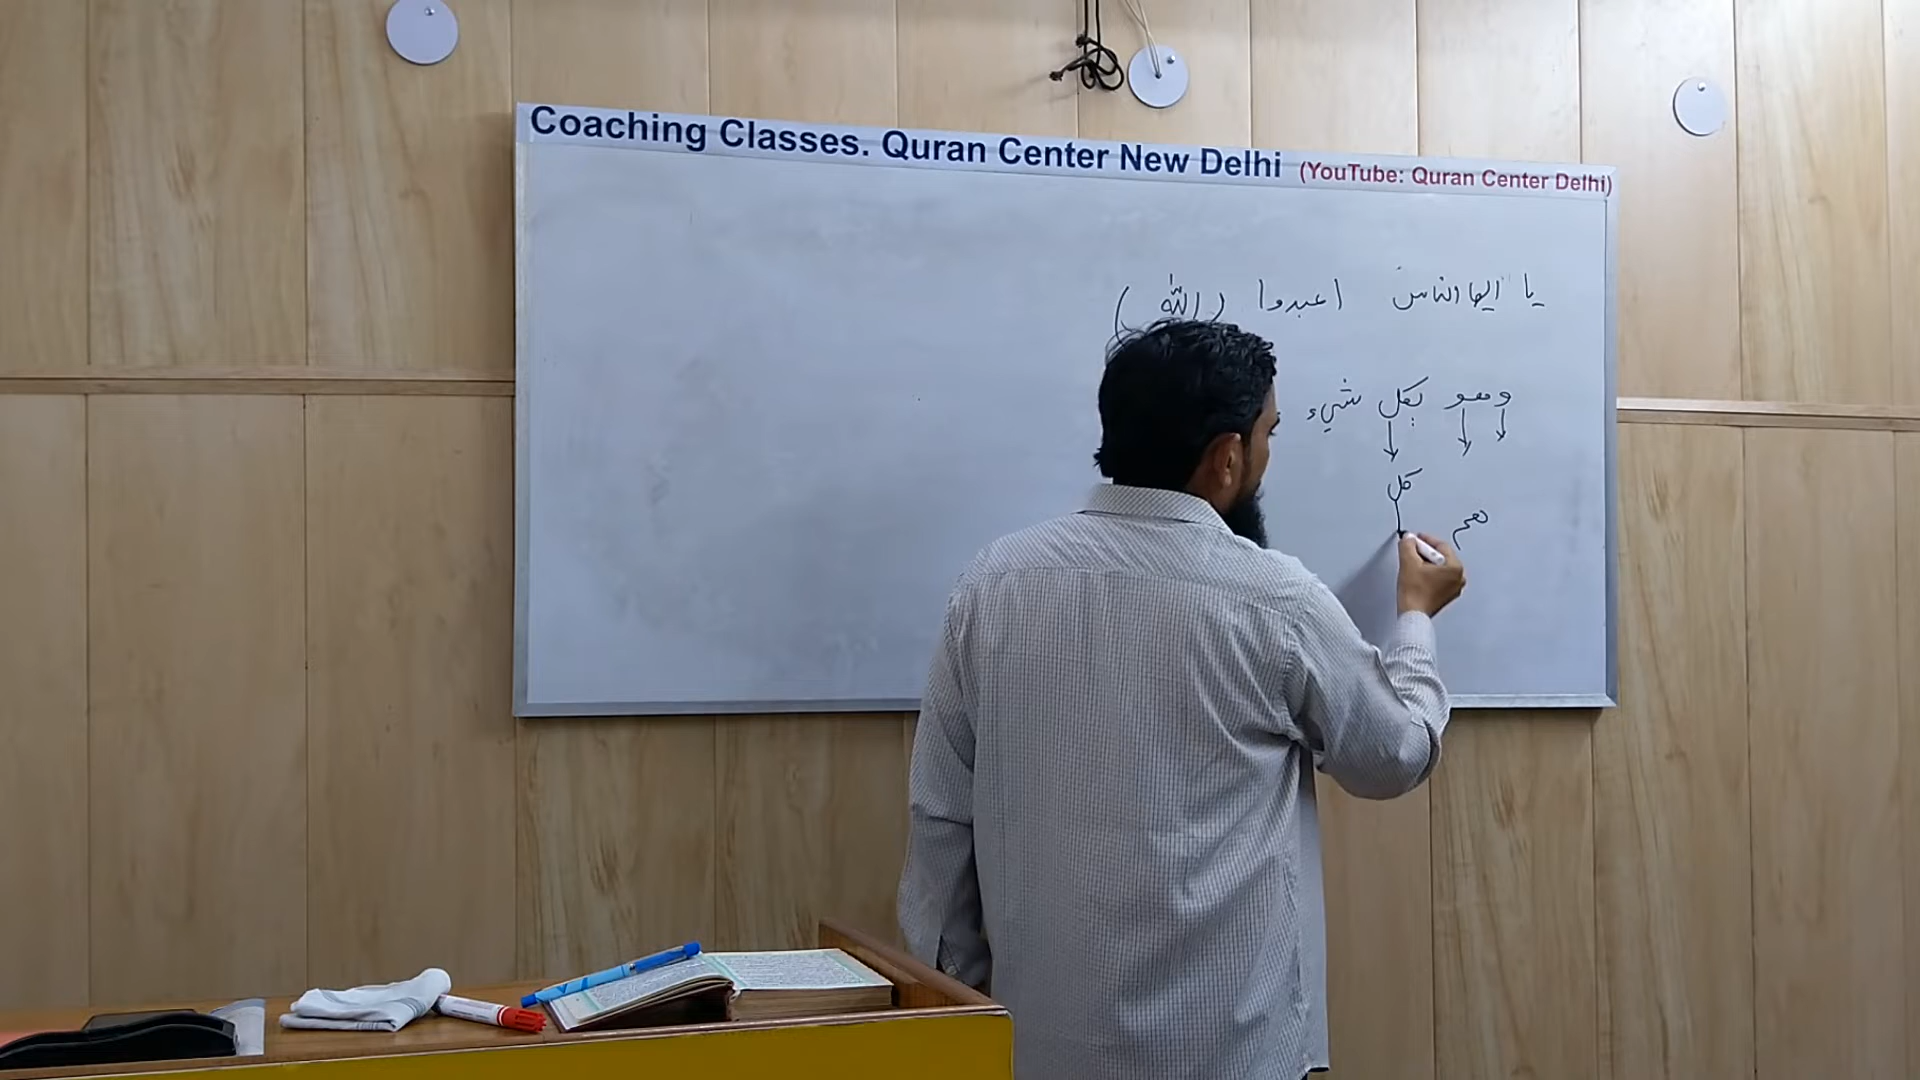 Coaching Classes. Quran Center New Delhi (YouTube: Quran Center Delhi)
يا ايها الناس اعبدوا (الله)
وهو بكل شيء
كل
هم